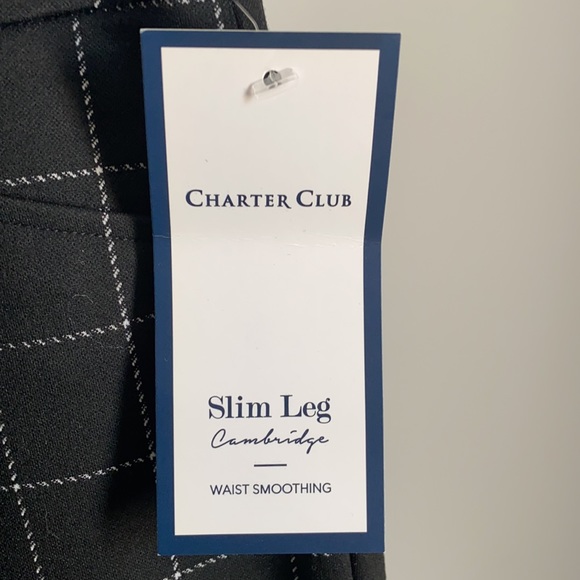 CHARTER CLUB
Slim Leg
Cambridge
WAIST SMOOTHING